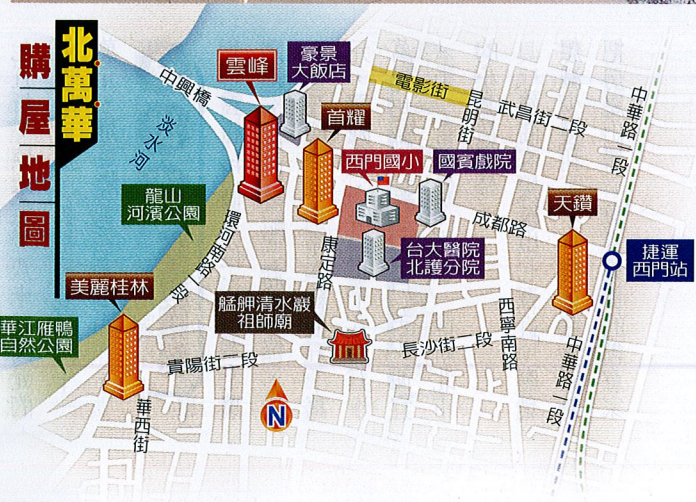 北萬華
購屋地圖
中興橋
淡水河
雲峰
豪景
大飯店
電影街
昆明街
武昌街二段
中華路一段
首耀
西門國小
國賓戲院
龍山
河濱公園
環河南路一段
康定路
成都路
天鑽
台大醫院
北護分院
捷運
西門站
美麗桂林
艋舺清水巖
祖師廟
華江雁鴨
自然公園
貴陽街二段
長沙街二段
西寧南路
中華路一段
華西街
N